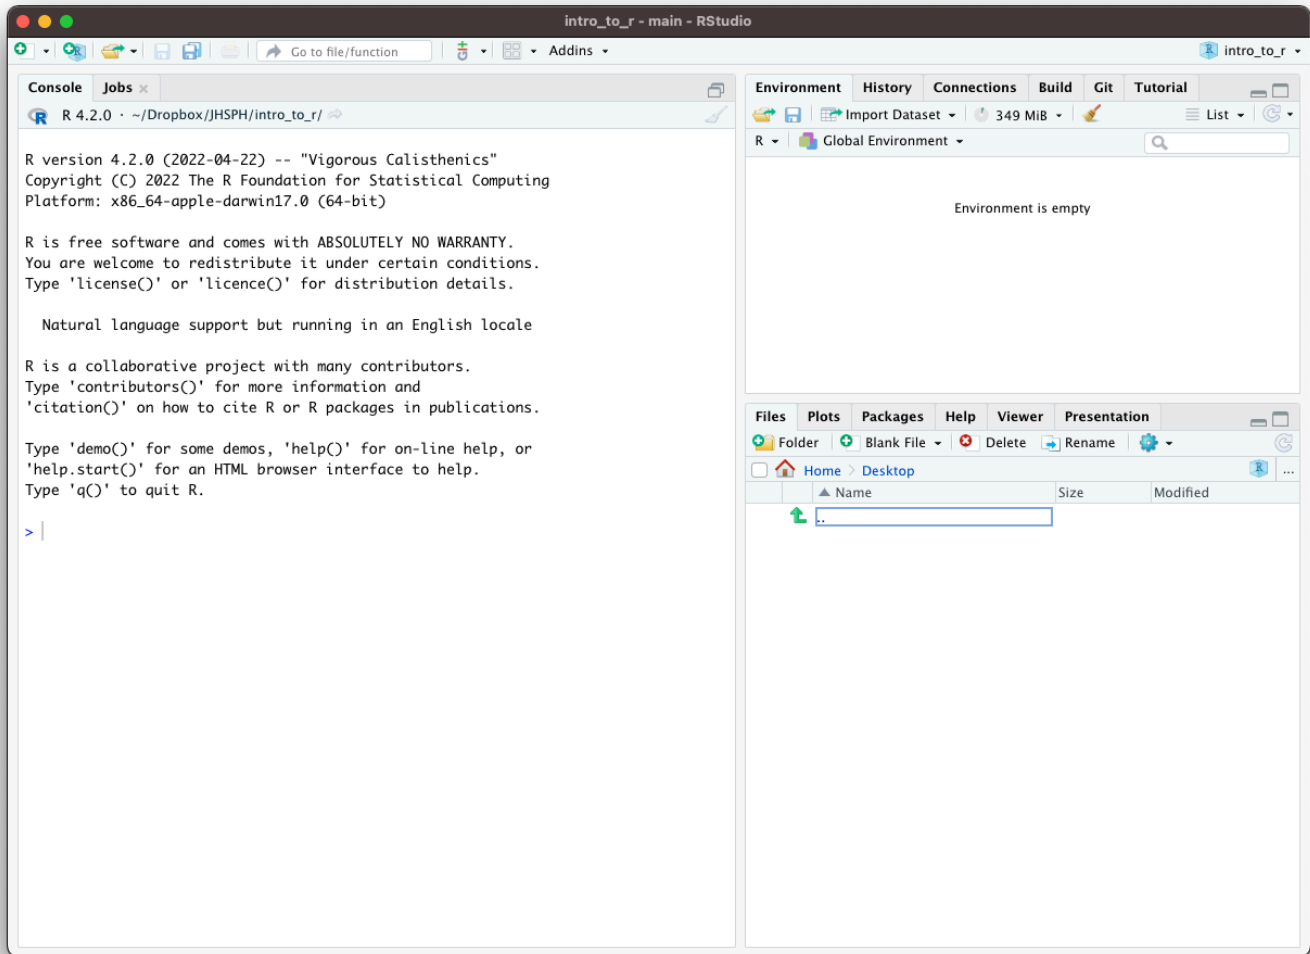 intro_to_r - main - RStudio
Go to file/function
Addins
intro_to_r
Console Jobs
R 4.2.0 · ~/Dropbox/JHSPH/intro_to_r/
R version 4.2.0 (2022-04-22) -- "Vigorous Calisthenics"
Copyright (C) 2022 The R Foundation for Statistical Computing
Platform: x86_64-apple-darwin17.0 (64-bit)
R is free software and comes with ABSOLUTELY NO WARRANTY.
You are welcome to redistribute it under certain conditions.
Type 'license()' or 'licence()' for distribution details.
Natural language support but running in an English locale
R is a collaborative project with many contributors.
Type 'contributors()' for more information and
'citation()' on how to cite R or R packages in publications.
Type 'demo()' for some demos, 'help()' for on-line help, or
'help.start()' for an HTML browser interface to help.
Type 'q()' to quit R.
>
Environment History Connections Build Git Tutorial
Import Dataset 349 MiB List
R Global Environment
Environment is empty
Files Plots Packages Help Viewer Presentation
Folder Blank File Delete Rename
Home > Desktop ...
Name Size Modified
..